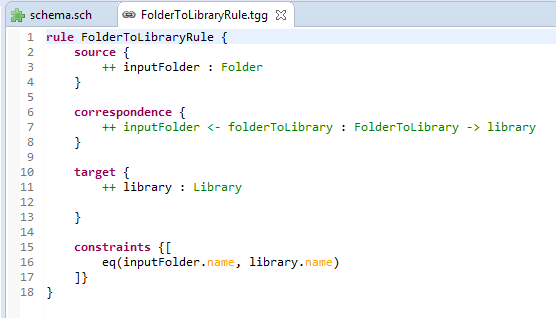 schema.sch FolderToLibraryRule.tgg
1 rule FolderToLibraryRule {
2 source {
3 ++ inputFolder : Folder
4 }
5
6 correspondence {
7 ++ inputFolder <- folderToLibrary : FolderToLibrary -> library
8 }
9
10 target {
11 ++ library : Library
12
13 }
14
15 constraints {[
16 eq(inputFolder.name, library.name)
17 ]}
18 }